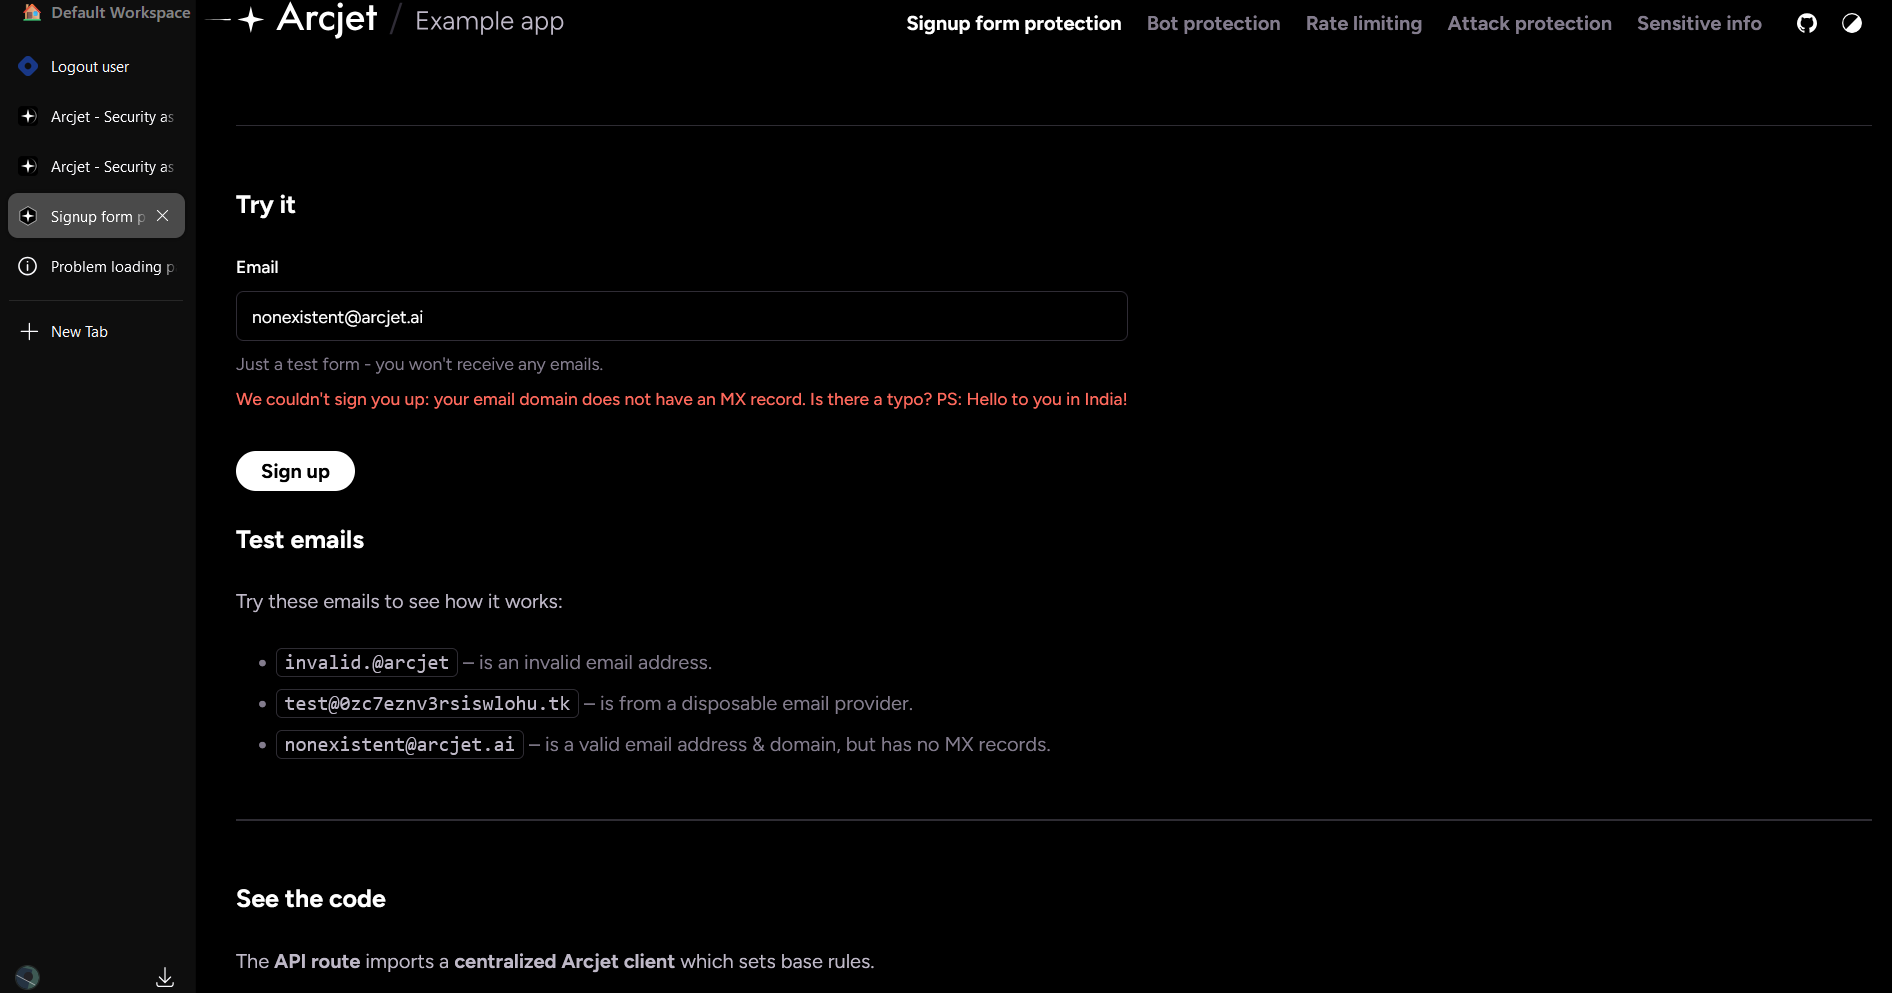 Default Workspace
Logout user
Arcjet - Security as
Arcjet - Security as
Signup form p
Problem loading p
New Tab
Arcjet / Example app
Signup form protection
Bot protection
Rate limiting
Attack protection
Sensitive info
Try it
Email
nonexistent@arcjet.ai
Just a test form - you won't receive any emails.
We couldn't sign you up: your email domain does not have an MX record. Is there a typo? PS: Hello to you in India!
Sign up
Test emails
Try these emails to see how it works:
• invalid.@arcjet – is an invalid email address.
• test@0zc7eznv3rsiswlohu.tk – is from a disposable email provider.
• nonexistent@arcjet.ai – is a valid email address & domain, but has no MX records.
See the code
The API route imports a centralized Arcjet client which sets base rules.